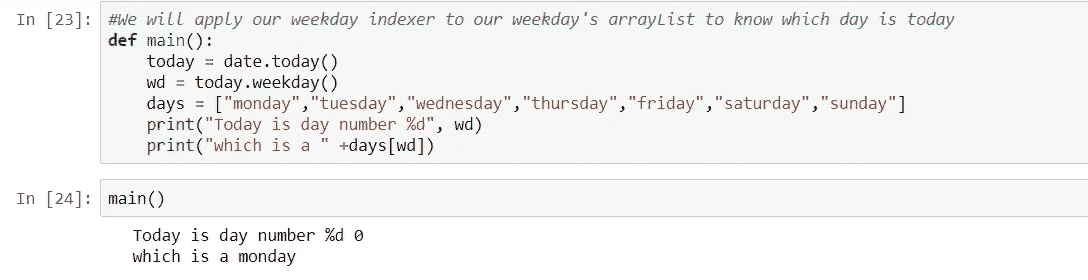 In [23]: #We will apply our weekday indexer to our weekday's arrayList to know which day is today
def main():
    today = date.today()
    wd = today.weekday()
    days = ["monday","tuesday","wednesday","thursday","friday","saturday","sunday"]
    print("Today is day number %d", wd)
    print("which is a " +days[wd])
In [24]: main()
Today is day number %d 0
which is a monday